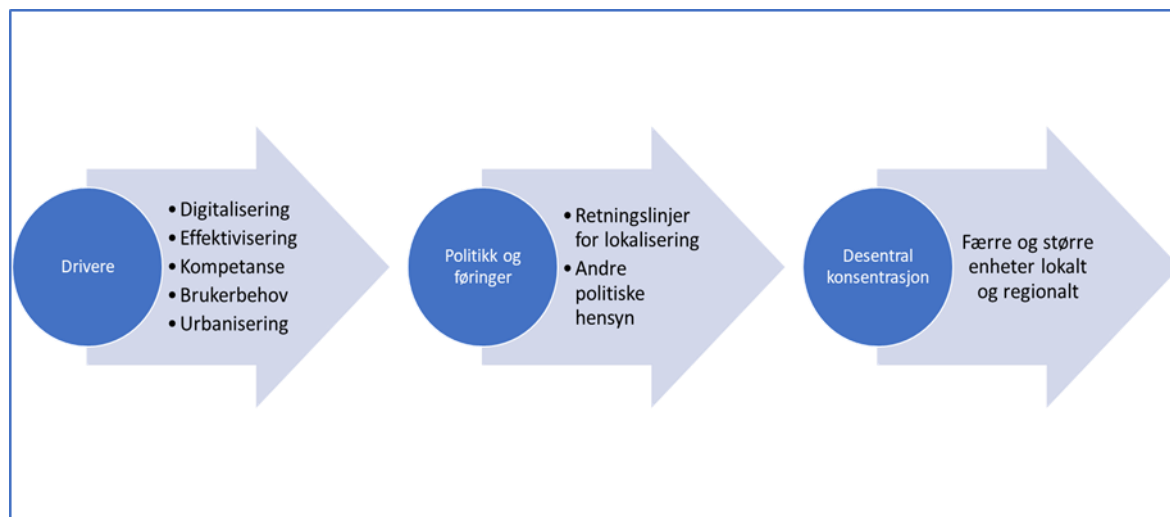 Drivere
• Digitalisering
• Effektivisering
• Kompetanse
• Brukerbehov
• Urbanisering
Politikk og
føringer
• Retningslinjer
for lokalisering
• Andre
politiske
hensyn
Desentral
konsentrasjon
Færre og større
enheter lokalt
og regionalt